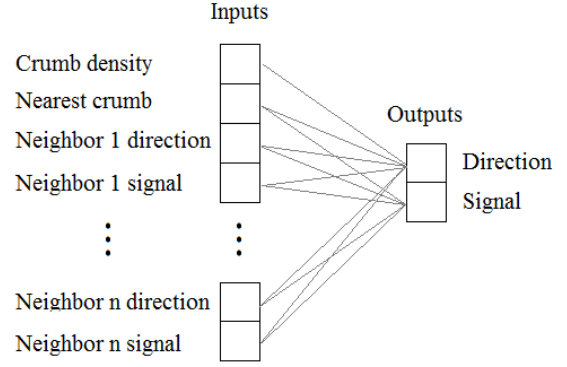 Inputs
Crumb density
Nearest crumb
Neighbor 1 direction
Neighbor 1 signal
Neighbor n direction
Neighbor n signal
Outputs
Direction
Signal